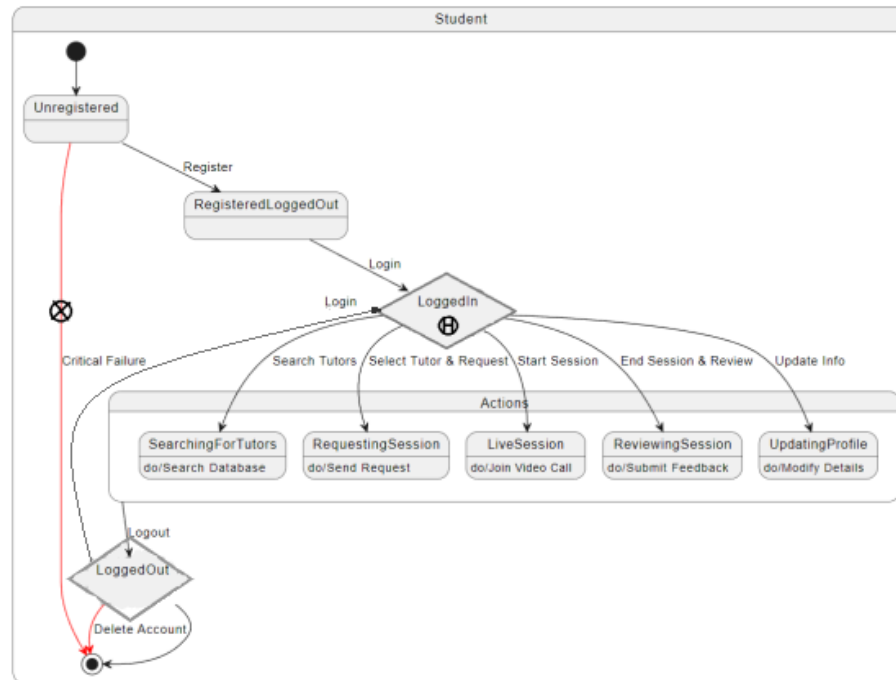 Student
Unregistered
Register
RegisteredLoggedOut
Login
Login
LoggedIn
H
Critical Failure
Search Tutors
Select Tutor & Request
Start Session
End Session & Review
Update Info
Actions
SearchingForTutors
do/Search Database
RequestingSession
do/Send Request
LiveSession
do/Join Video Call
ReviewingSession
do/Submit Feedback
UpdatingProfile
do/Modify Details
Logout
LoggedOut
Delete Account